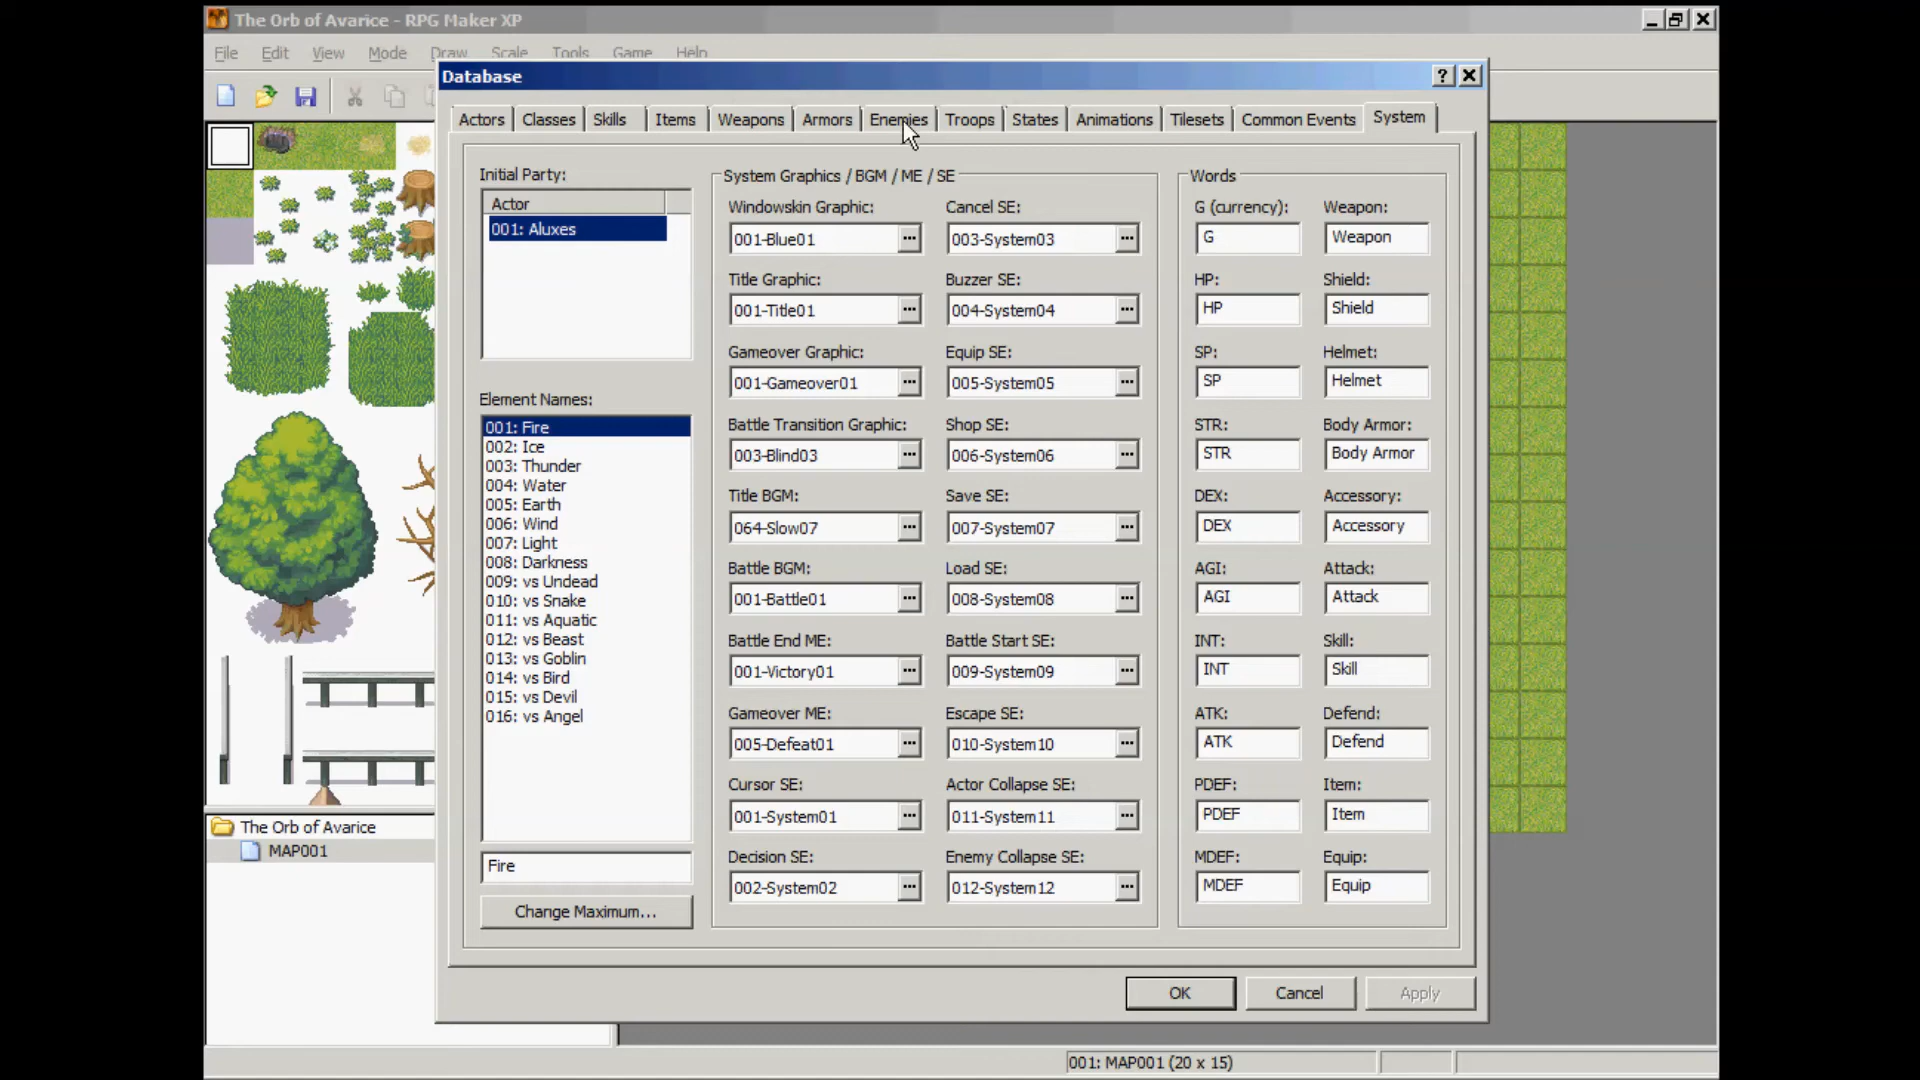 The Orb of Avarice - RPG Maker XP
File Edit View Mode Draw Scale Tools Game Help
Database
Actors Classes Skills Items Weapons Armors Enemies Troops States Animations Tilesets Common Events System
Initial Party:
Actor
001: Aluxes
Element Names:
001: Fire
002: Ice
003: Thunder
004: Water
005: Earth
006: Wind
007: Light
008: Darkness
009: vs Undead
010: vs Snake
011: vs Aquatic
012: vs Beast
013: vs Goblin
014: vs Bird
015: vs Devil
016: vs Angel
Fire
Change Maximum...
System Graphics / BGM / ME / SE
Windowskin Graphic: Cancel SE:
001-Blue01 ... 003-System03 ...
Title Graphic: Buzzer SE:
001-Title01 ... 004-System04 ...
Gameover Graphic: Equip SE:
001-Gameover01 ... 005-System05 ...
Battle Transition Graphic: Shop SE:
003-Blind03 ... 006-System06 ...
Title BGM: Save SE:
064-Slow07 ... 007-System07 ...
Battle BGM: Load SE:
001-Battle01 ... 008-System08 ...
Battle End ME: Battle Start SE:
001-Victory01 ... 009-System09 ...
Gameover ME: Escape SE:
005-Defeat01 ... 010-System10 ...
Cursor SE: Actor Collapse SE:
001-System01 ... 011-System11 ...
Decision SE: Enemy Collapse SE:
002-System02 ... 012-System12 ...
Words
G (currency): Weapon:
G Weapon
HP: Shield:
HP Shield
SP: Helmet:
SP Helmet
STR: Body Armor:
STR Body Armor
DEX: Accessory:
DEX Accessory
AGI: Attack:
AGI Attack
INT: Skill:
INT Skill
ATK: Defend:
ATK Defend
PDEF: Item:
PDEF Item
MDEF: Equip:
MDEF Equip
OK Cancel Apply
The Orb of Avarice
MAP001
001: MAP001 (20 x 15)